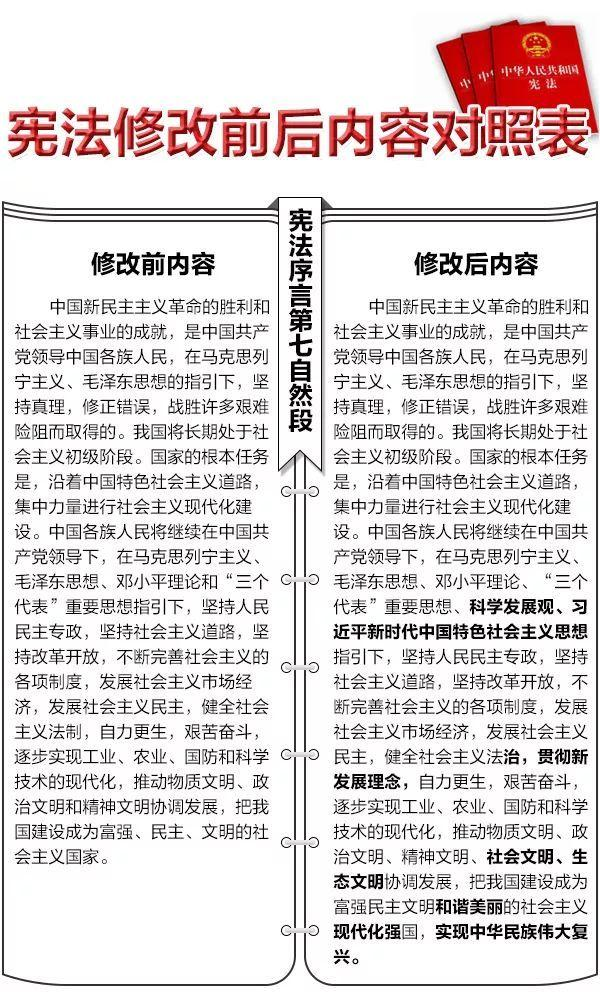 中华人民共和国
宪法
宪法修改前后内容对照表
宪法序言第七自然段
修改前内容
中国新民主主义革命的胜利和
社会主义事业的成就，是中国共产
党领导中国各族人民，在马克思列
宁主义、毛泽东思想的指引下，坚
持真理，修正错误，战胜许多艰难
险阻而取得的。我国将长期处于社
会主义初级阶段。国家的根本任务
是，沿着中国特色社会主义道路，
集中力量进行社会主义现代化建
设。中国各族人民将继续在中国共
产党领导下，在马克思列宁主义、
毛泽东思想、邓小平理论和“三个
代表”重要思想指引下，坚持人民
民主专政，坚持社会主义道路，坚
持改革开放，不断完善社会主义的
各项制度，发展社会主义市场经
济，发展社会主义民主，健全社会
主义法制，自力更生，艰苦奋斗，
逐步实现工业、农业、国防和科学
技术的现代化，推动物质文明、政
治文明和精神文明协调发展，把我
国建设成为富强、民主、文明的社
会主义国家。
修改后内容
中国新民主主义革命的胜利和
社会主义事业的成就，是中国共产
党领导中国各族人民，在马克思列
宁主义、毛泽东思想的指引下，坚
持真理，修正错误，战胜许多艰难
险阻而取得的。我国将长期处于社
会主义初级阶段。国家的根本任务
是，沿着中国特色社会主义道路，
集中力量进行社会主义现代化建
设。中国各族人民将继续在中国共
产党领导下，在马克思列宁主义、
毛泽东思想、邓小平理论、“三个
代表”重要思想、科学发展观、习
近平新时代中国特色社会主义思想
指引下，坚持人民民主专政，坚持
社会主义道路，坚持改革开放，不
断完善社会主义的各项制度，发展
社会主义市场经济，发展社会主义
民主，健全社会主义法治，贯彻新
发展理念，自力更生，艰苦奋斗，
逐步实现工业、农业、国防和科学
技术的现代化，推动物质文明、政
治文明、精神文明、社会文明、生
态文明协调发展，把我国建设成为
富强民主文明和谐美丽的社会主义
现代化强国，实现中华民族伟大复
兴。